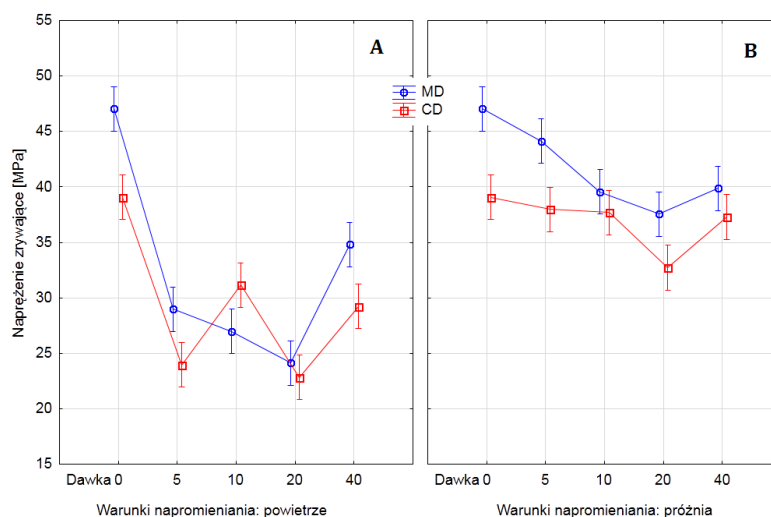 Naprężenie zrywające [MPa]
55
50
45
40
35
30
25
20
15
A
B
MD
CD
Dawka 0 5 10 20 40
Dawka 0 5 10 20 40
Warunki napromieniania: powietrze
Warunki napromieniania: próżnia